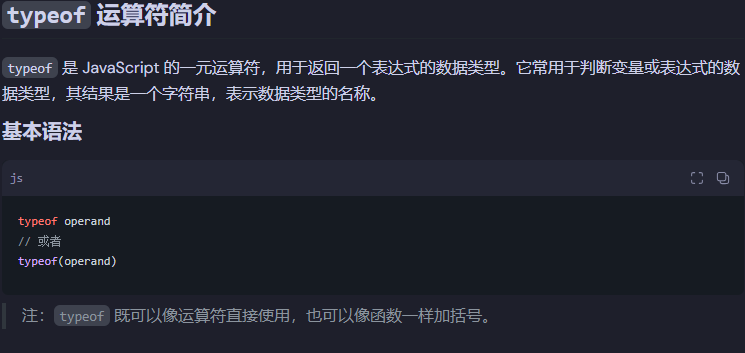 typeof 运算符简介
typeof 是 JavaScript 的一元运算符，用于返回一个表达式的数据类型。它常用于判断变量或表达式的数
据类型，其结果是一个字符串，表示数据类型的名称。
基本语法
js
typeof operand
// 或者
typeof(operand)
注：typeof 既可以像运算符直接使用，也可以像函数一样加括号。